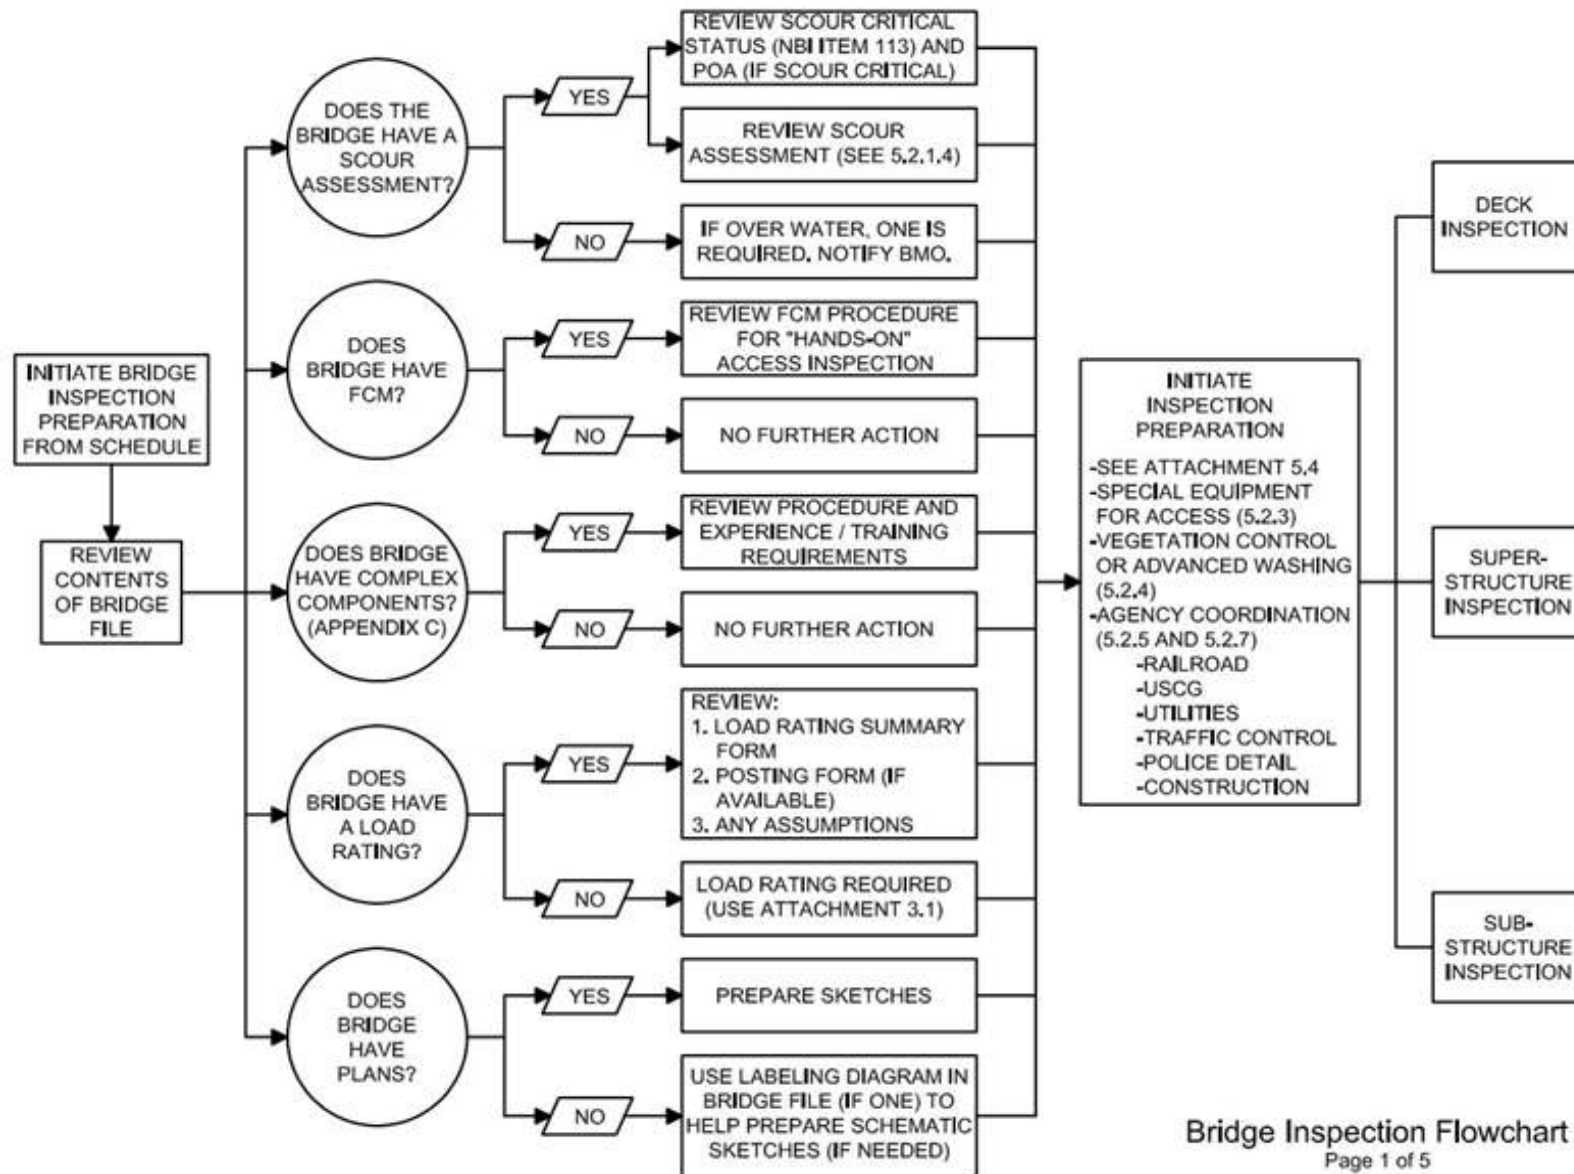 INITIATE BRIDGE
INSPECTION
PREPARATION
FROM SCHEDULE
REVIEW
CONTENTS
OF BRIDGE
FILE
DOES THE
BRIDGE HAVE A
SCOUR
ASSESSMENT?
YES
REVIEW SCOUR CRITICAL
STATUS (NBI ITEM 113) AND
POA (IF SCOUR CRITICAL)
REVIEW SCOUR
ASSESSMENT (SEE 5.2.1.4)
NO
IF OVER WATER, ONE IS
REQUIRED. NOTIFY BMO.
DOES
BRIDGE HAVE
FCM?
YES
REVIEW FCM PROCEDURE
FOR "HANDS-ON"
ACCESS INSPECTION
NO
NO FURTHER ACTION
DOES BRIDGE
HAVE COMPLEX
COMPONENTS?
(APPENDIX C)
YES
REVIEW PROCEDURE AND
EXPERIENCE / TRAINING
REQUIREMENTS
NO
NO FURTHER ACTION
DOES
BRIDGE HAVE
A LOAD
RATING?
YES
REVIEW:
1. LOAD RATING SUMMARY
FORM
2. POSTING FORM (IF
AVAILABLE)
3. ANY ASSUMPTIONS
NO
LOAD RATING REQUIRED
(USE ATTACHMENT 3.1)
DOES
BRIDGE
HAVE
PLANS?
YES
PREPARE SKETCHES
NO
USE LABELING DIAGRAM IN
BRIDGE FILE (IF ONE) TO
HELP PREPARE SCHEMATIC
SKETCHES (IF NEEDED)
INITIATE
INSPECTION
PREPARATION
-SEE ATTACHMENT 5.4
-SPECIAL EQUIPMENT
FOR ACCESS (5.2.3)
-VEGETATION CONTROL
OR ADVANCED WASHING
(5.2.4)
-AGENCY COORDINATION
(5.2.5 AND 5.2.7)
-RAILROAD
-USCG
-UTILITIES
-TRAFFIC CONTROL
-POLICE DETAIL
-CONSTRUCTION
DECK
INSPECTION
SUPER-
STRUCTURE
INSPECTION
SUB-
STRUCTURE
INSPECTION
Bridge Inspection Flowchart
Page 1 of 5